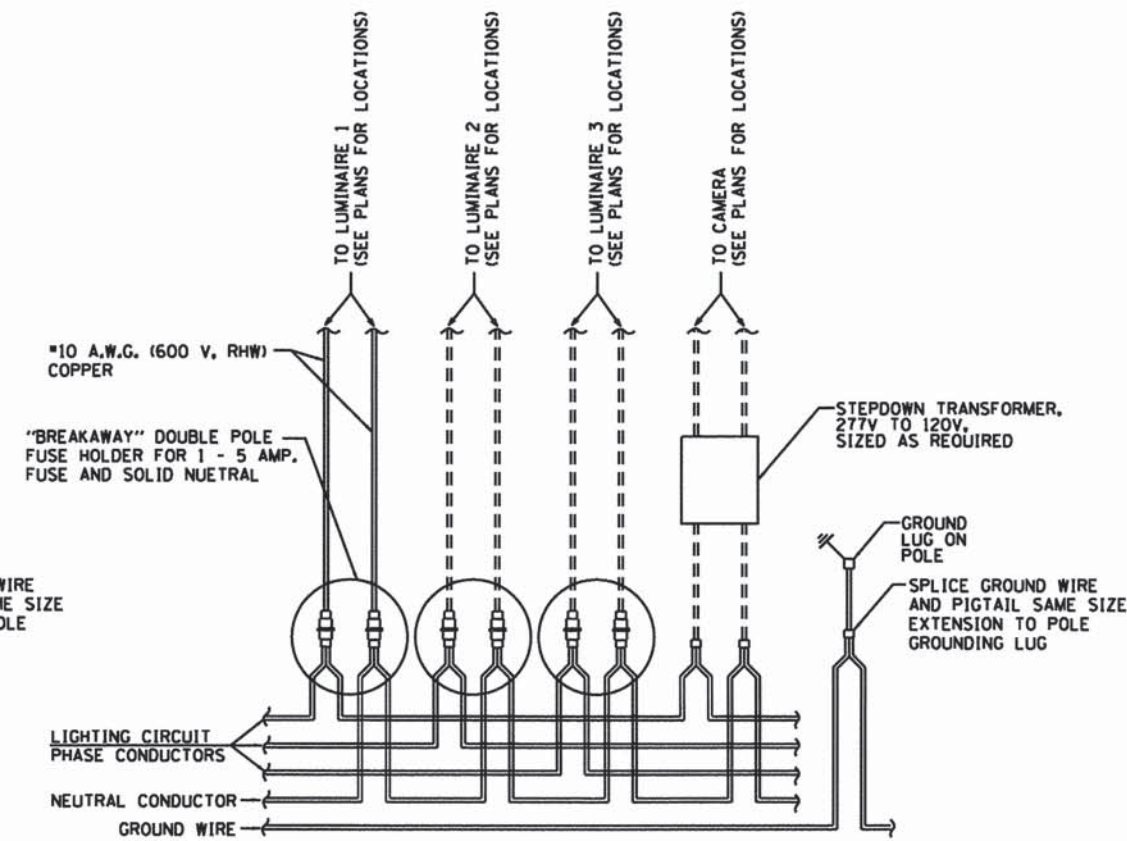 TO LUMINAIRE 1
(SEE PLANS FOR LOCATIONS)
TO LUMINAIRE 2
(SEE PLANS FOR LOCATIONS)
TO LUMINAIRE 3
(SEE PLANS FOR LOCATIONS)
TO CAMERA
(SEE PLANS FOR LOCATIONS)
#10 A.W.G. (600 V, RHW)
COPPER
"BREAKAWAY" DOUBLE POLE
FUSE HOLDER FOR 1 - 5 AMP.
FUSE AND SOLID NUETRAL
STEPDOWN TRANSFORMER,
277V TO 120V,
SIZED AS REQUIRED
GROUND
LUG ON
POLE
SPLICE GROUND WIRE
AND PIGTAIL SAME SIZE
EXTENSION TO POLE
GROUNDING LUG
LIGHTING CIRCUIT
PHASE CONDUCTORS
NEUTRAL CONDUCTOR
GROUND WIRE